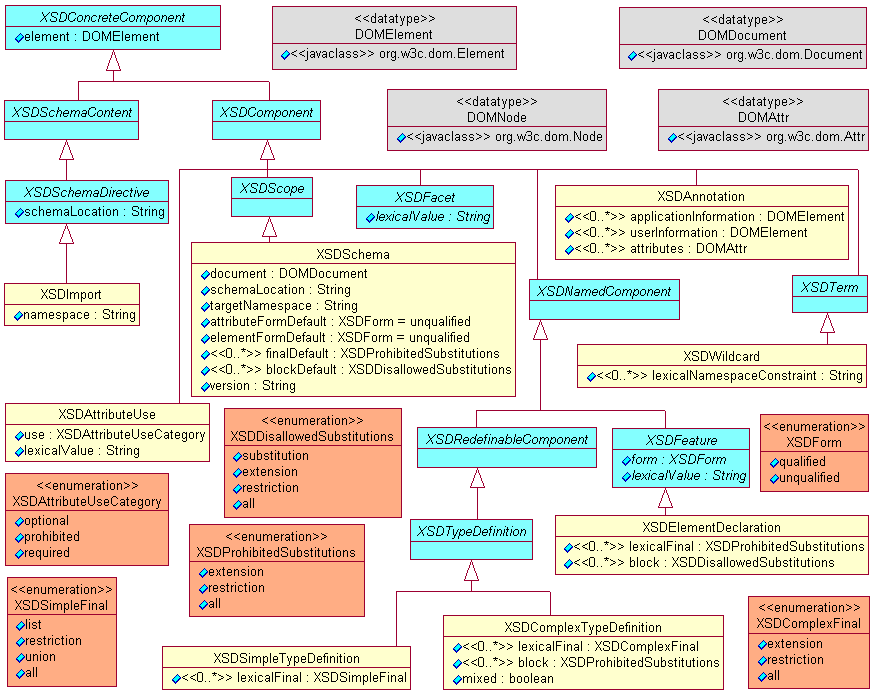 XSDConcreteComponent
element : DOMElement
<<datatype>>
DOMElement
<<javaclass>> org.w3c.dom.Element
<<datatype>>
DOMDocument
<<javaclass>> org.w3c.dom.Document
XSDSchemaContent
XSDComponent
<<datatype>>
DOMNode
<<javaclass>> org.w3c.dom.Node
<<datatype>>
DOMAttr
<<javaclass>> org.w3c.dom.Attr
XSDSchemaDirective
schemaLocation : String
XSDScope
XSDFacet
lexicalValue : String
XSDAnnotation
<<0..*>> applicationInformation : DOMElement
<<0..*>> userInformation : DOMElement
<<0..*>> attributes : DOMAttr
XSDImport
namespace : String
XSDSchema
document : DOMDocument
schemaLocation : String
targetNamespace : String
attributeFormDefault : XSDForm = unqualified
elementFormDefault : XSDForm = unqualified
<<0..*>> finalDefault : XSDProhibitedSubstitutions
<<0..*>> blockDefault : XSDDisallowedSubstitutions
version : String
XSDNamedComponent
XSDTerm
XSDWildcard
<<0..*>> lexicalNamespaceConstraint : String
XSDAttributeUse
use : XSDAttributeUseCategory
lexicalValue : String
<<enumeration>>
XSDDisallowedSubstitutions
substitution
extension
restriction
all
XSDRedefinableComponent
XSDFeature
form : XSDForm
lexicalValue : String
<<enumeration>>
XSDForm
qualified
unqualified
<<enumeration>>
XSDAttributeUseCategory
optional
prohibited
required
<<enumeration>>
XSDProhibitedSubstitutions
extension
restriction
all
XSDTypeDefinition
XSDElementDeclaration
<<0..*>> lexicalFinal : XSDProhibitedSubstitutions
<<0..*>> block : XSDDisallowedSubstitutions
<<enumeration>>
XSDSimpleFinal
list
restriction
union
all
XSDSimpleTypeDefinition
<<0..*>> lexicalFinal : XSDSimpleFinal
XSDComplexTypeDefinition
<<0..*>> lexicalFinal : XSDComplexFinal
<<0..*>> block : XSDProhibitedSubstitutions
mixed : boolean
<<enumeration>>
XSDComplexFinal
extension
restriction
all